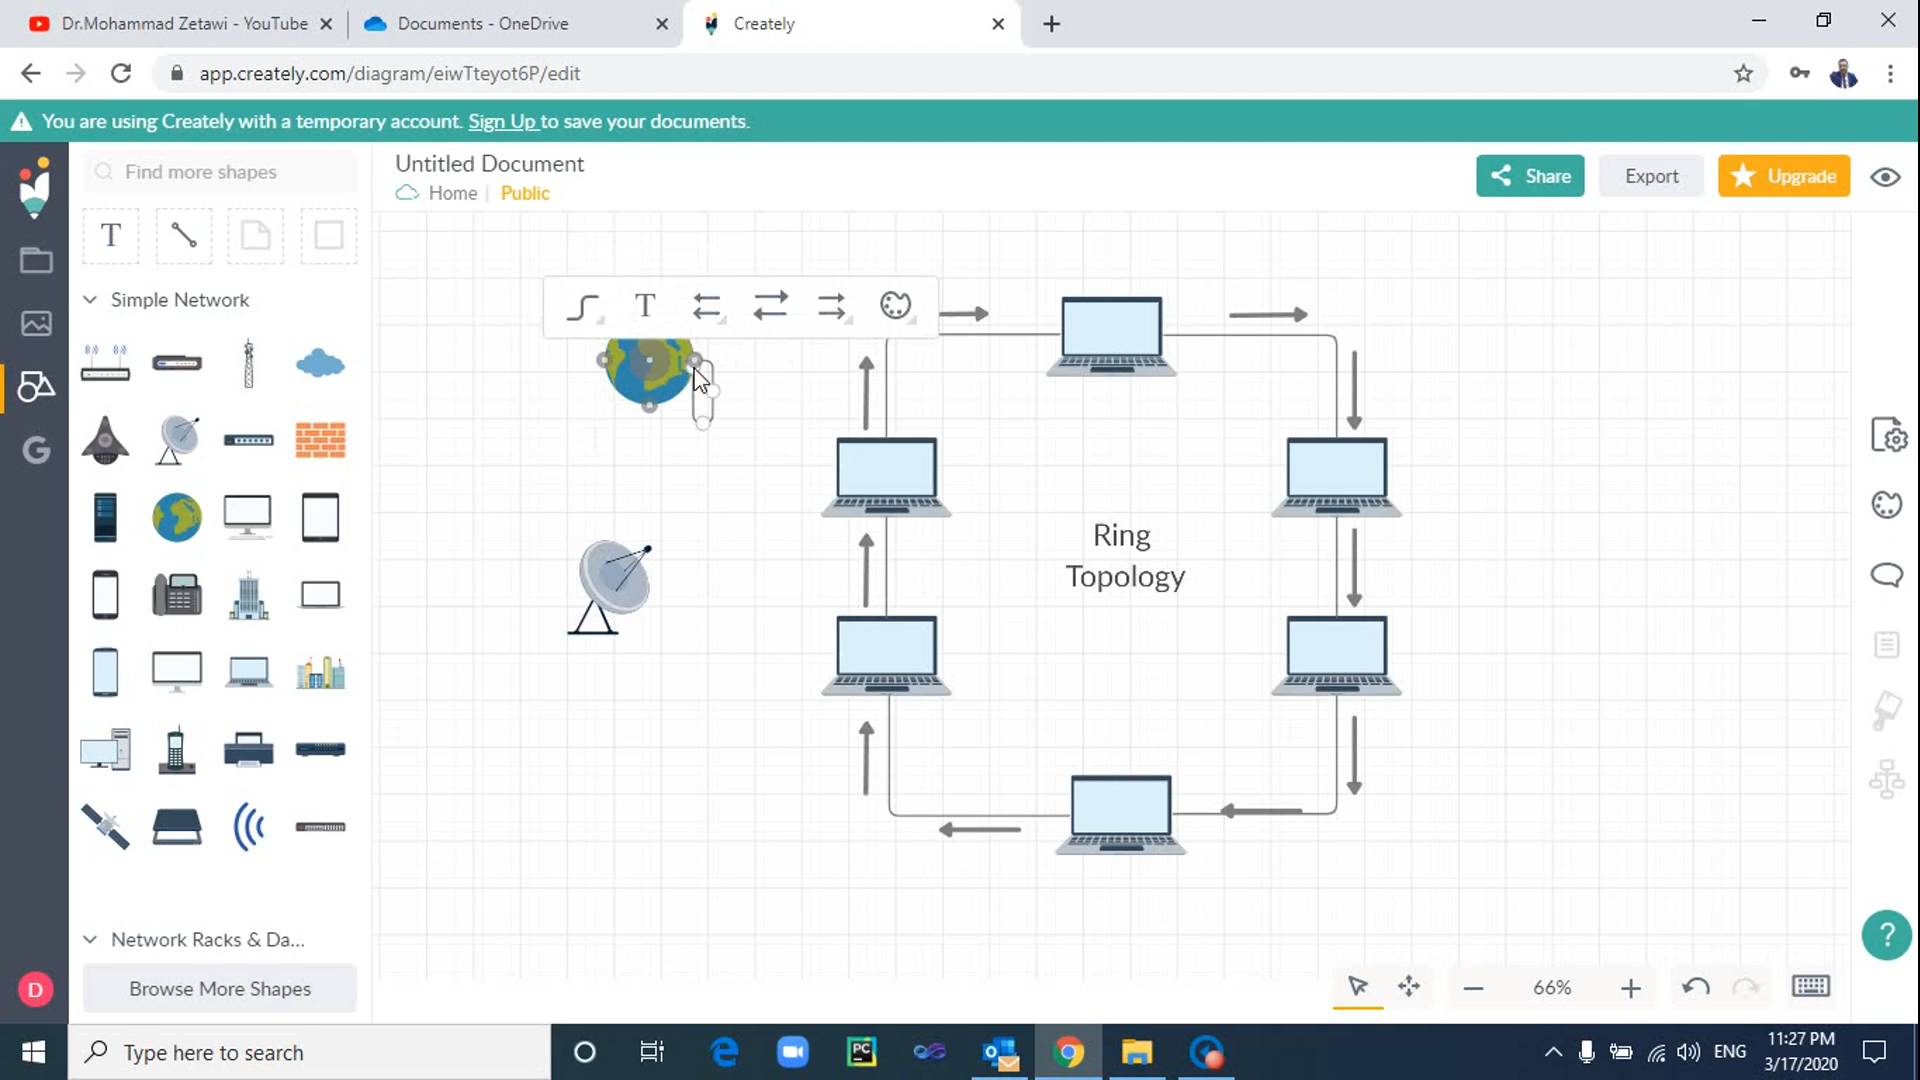 Dr.Mohammad Zetawi - YouTube
Documents - OneDrive
Creately
app.creately.com/diagram/eiwTteyot6P/edit
You are using Creately with a temporary account. Sign Up to save your documents.
Find more shapes
Untitled Document
Home | Public
Share
Export
Upgrade
T
Simple Network
T
Ring
Topology
G
Network Racks & Da...
Browse More Shapes
D
66%
?
Type here to search
PC
ENG
11:27 PM
3/17/2020